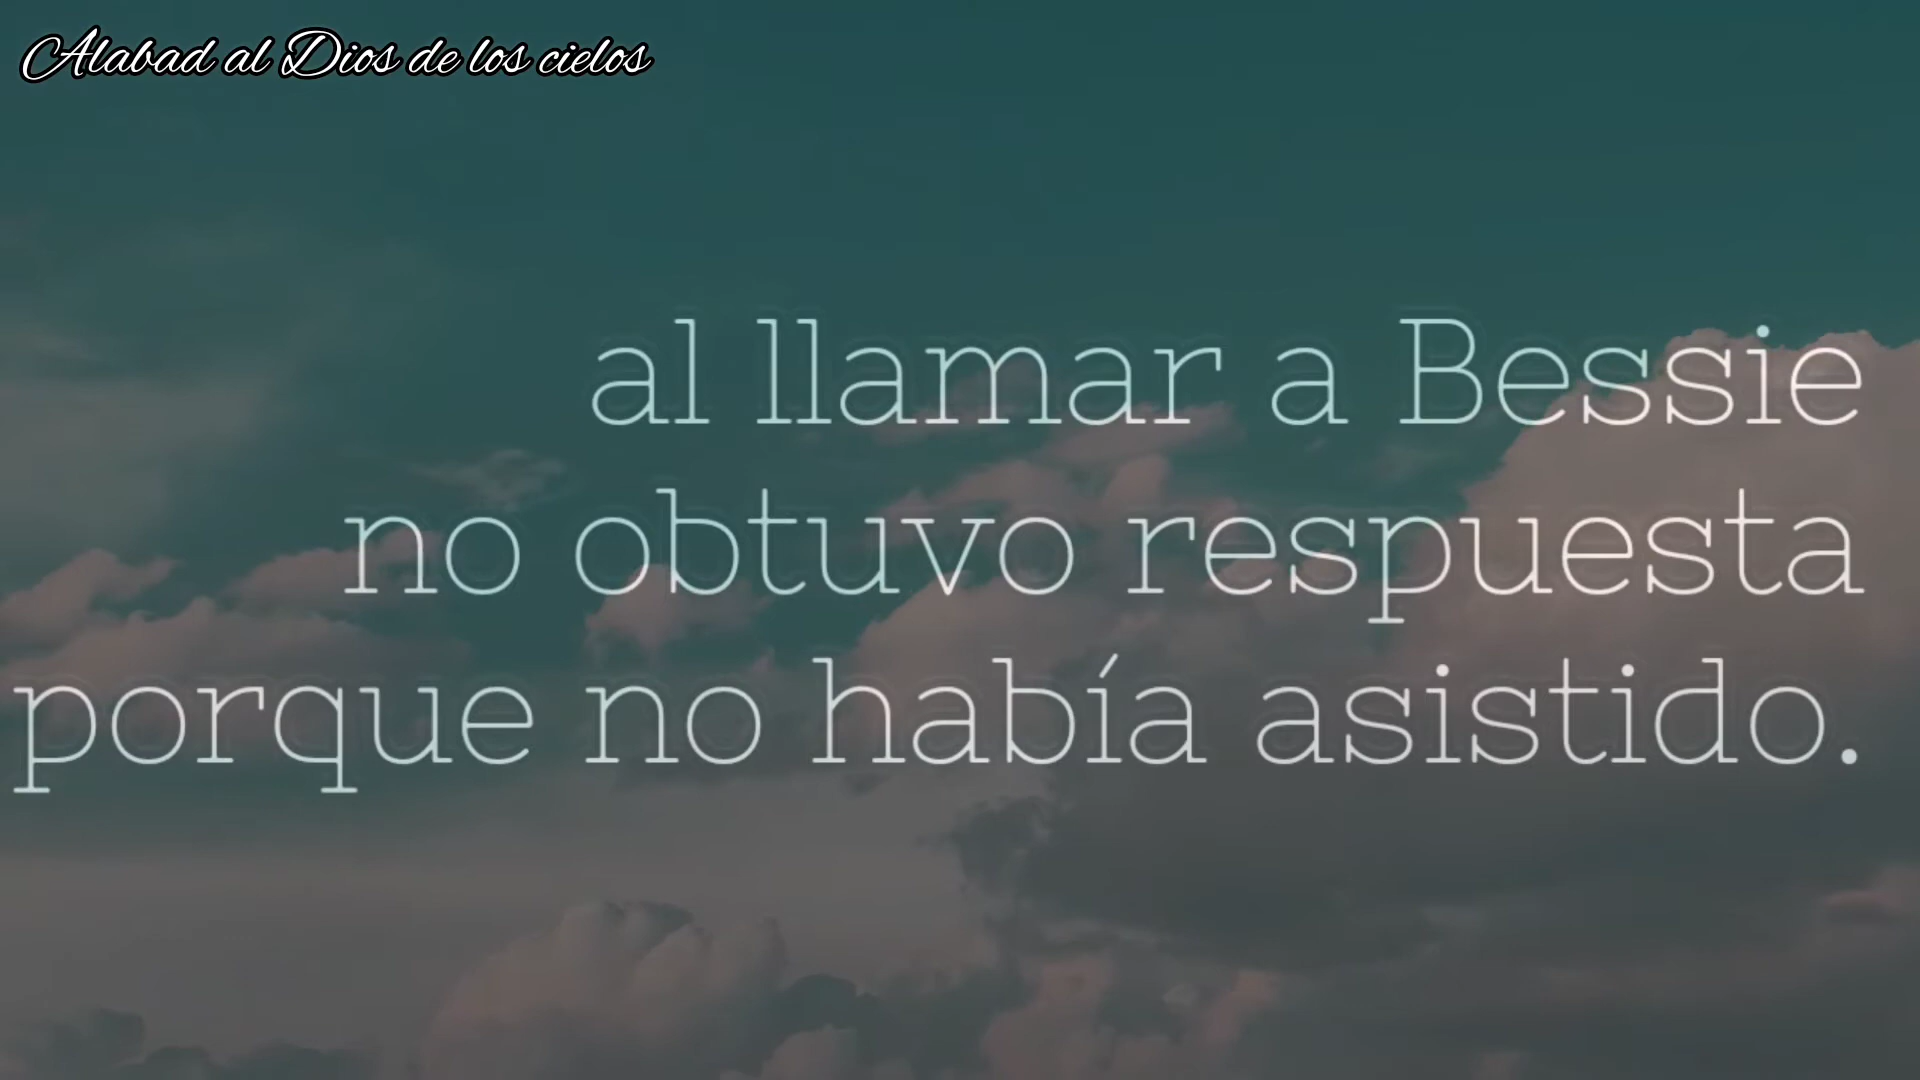 Alabad al Dios de los cielos
al llamar a Bessie
no obtuvo respuesta
porque no había asistido.